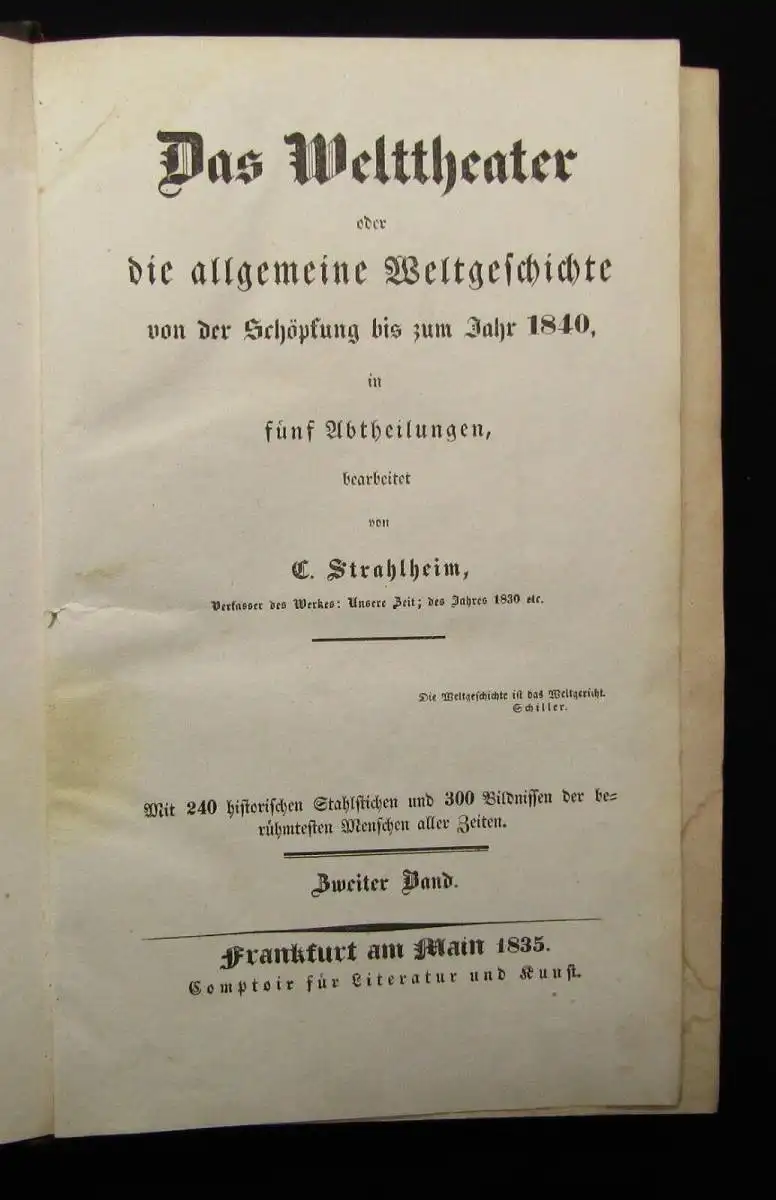 Das Welttheater
oder
die allgemeine Weltgeschichte
von der Schöpfung bis zum Jahr 1840,
in
fünf Abtheilungen,
bearbeitet
von
C. Strahlheim,
Verfasser des Werkes: Unsere Zeit; des Jahres 1830 etc.
Die Weltgeschichte ist das Weltgericht.
Schiller.
Mit 240 historischen Stahlstichen und 300 Bildnissen der be-
rühmtesten Menschen aller Zeiten.
Zweiter Band.
Frankfurt am Main 1835.
Comptoir für Literatur und Kunst.